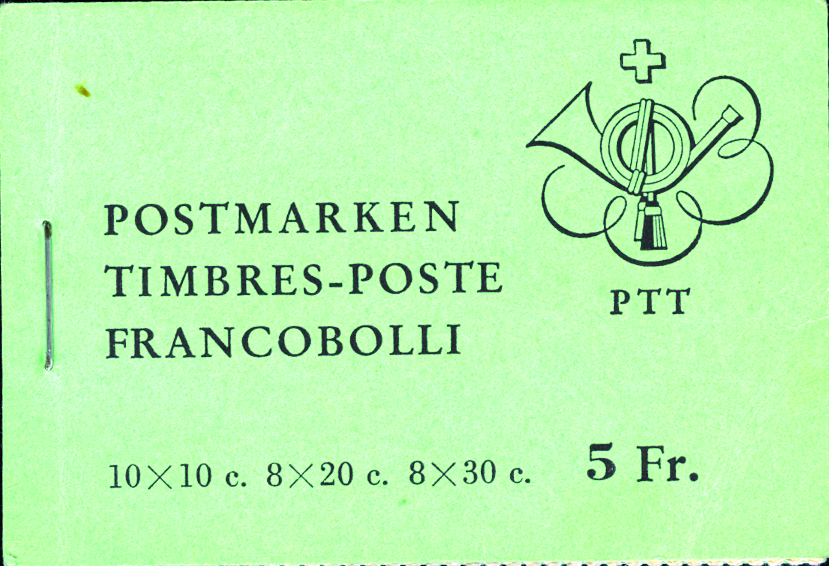 POSTMARKEN
TIMBRES-POSTE
FRANCOBOLLI
PTT
10×10 c. 8×20 c. 8×30 c. 5 Fr.